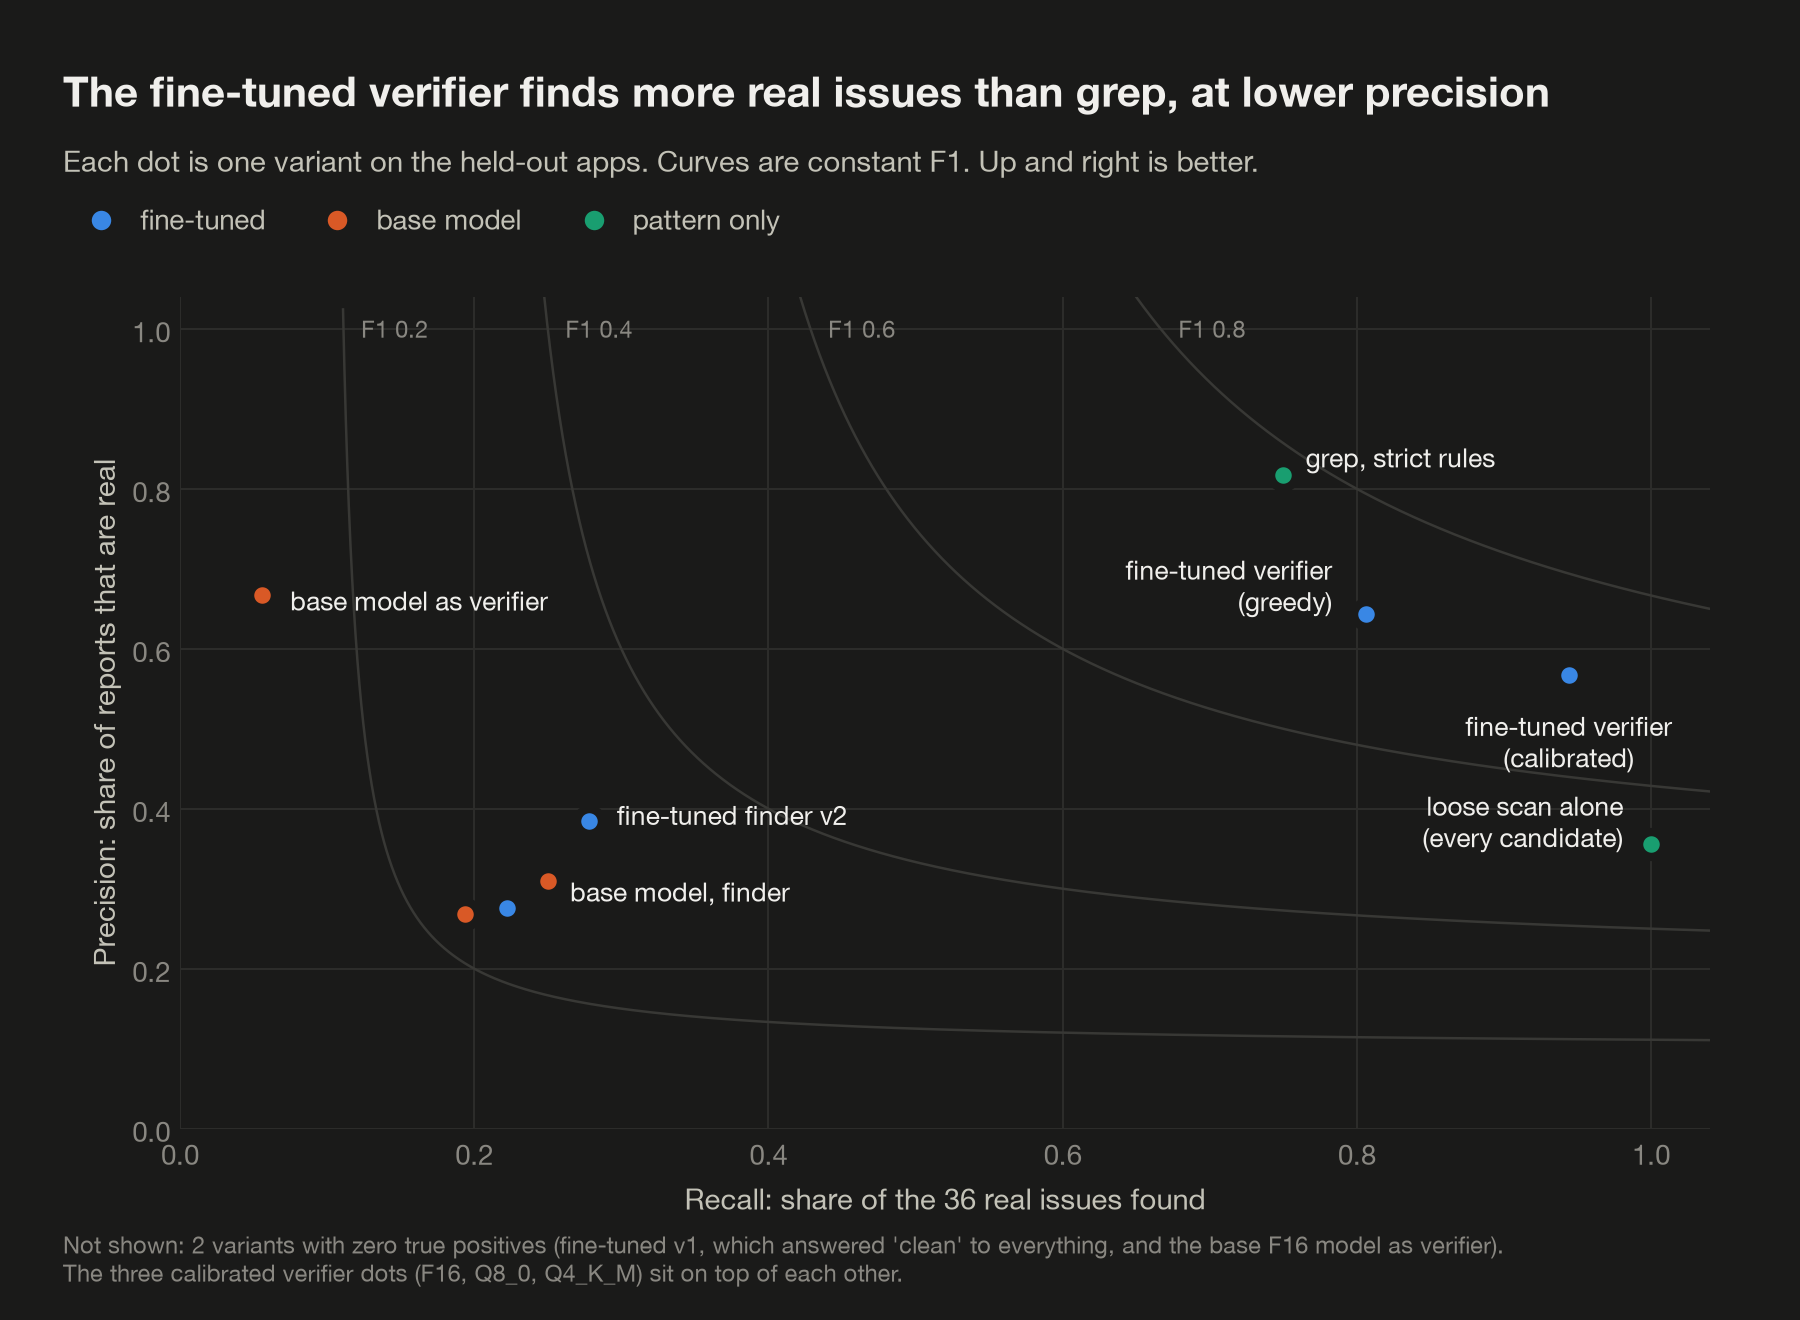 The fine-tuned verifier finds more real issues than grep, at lower precision
Each dot is one variant on the held-out apps. Curves are constant F1. Up and right is better.
fine-tuned
base model
pattern only
F1 0.2
F1 0.4
F1 0.6
F1 0.8
1.0
0.8
0.6
0.4
0.2
0.0
Precision: share of reports that are real
grep, strict rules
fine-tuned verifier
(greedy)
base model as verifier
fine-tuned verifier
(calibrated)
loose scan alone
(every candidate)
fine-tuned finder v2
base model, finder
0.0
0.2
0.4
0.6
0.8
1.0
Recall: share of the 36 real issues found
Not shown: 2 variants with zero true positives (fine-tuned v1, which answered 'clean' to everything, and the base F16 model as verifier).
The three calibrated verifier dots (F16, Q8_0, Q4_K_M) sit on top of each other.